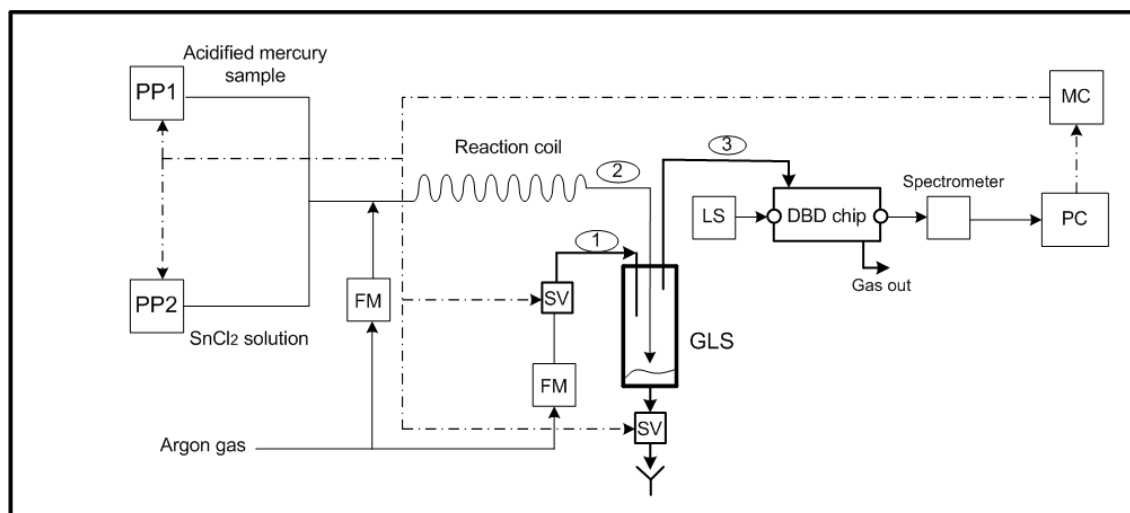 Acidified mercury
sample
PP1
MC
Reaction coil
3
2
Spectrometer
LS
DBD chip
PC
1
Gas out
PP2
FM
SV
SnCl2 solution
GLS
FM
SV
Argon gas